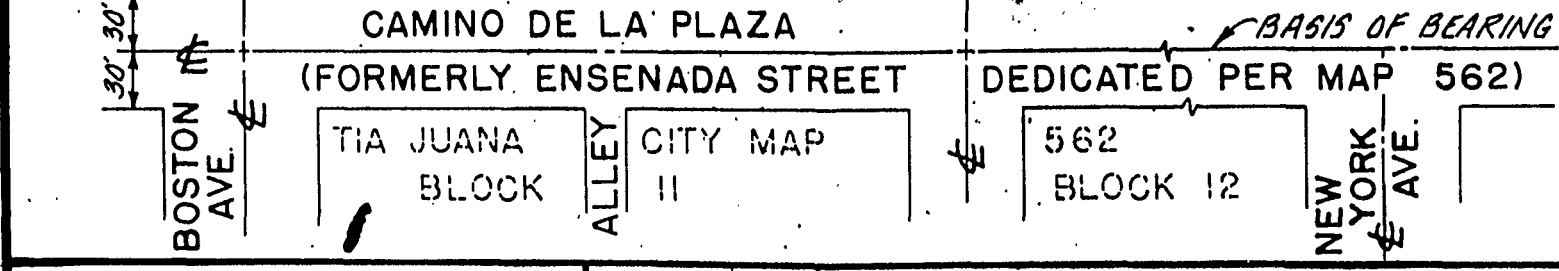 30' CAMINO DE LA PLAZA BASIS OF BEARING
30' ℄
(FORMERLY ENSENADA STREET DEDICATED PER MAP 562)
BOSTON AVE. ℄
TIA JUANA CITY MAP 562
BLOCK 11 BLOCK 12
ALLEY
℄
NEW YORK AVE.
℄